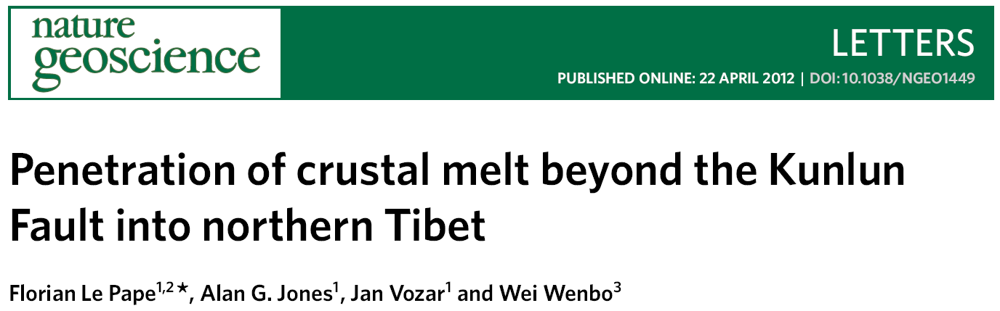 nature
geoscience
LETTERS
PUBLISHED ONLINE: 22 APRIL 2012 | DOI: 10.1038/NGEO1449
Penetration of crustal melt beyond the Kunlun
Fault into northern Tibet
Florian Le Pape1,2★, Alan G. Jones1, Jan Vozar1 and Wei Wenbo3